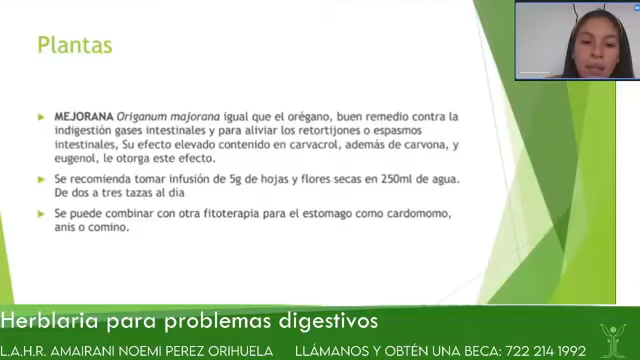 Plantas
MEJORANA Origanum majorana igual que el orégano, buen remedio contra la
indigestión gases intestinales y para aliviar los retortijones o espasmos
intestinales, Su efecto elevado contenido en carvacrol, además de carvona, y
eugenol, le otorga este efecto.
Se recomienda tomar infusión de 5g de hojas y flores secas en 250ml de agua.
De dos a tres tazas al día
Se puede combinar con otra fitoterapia para el estomago como cardomomo,
anis o comino.
Herblaria para problemas digestivos
L.A.H.R. AMAIRANI NOEMI PEREZ ORIHUELA LLÁMANOS Y OBTÉN UNA BECA: 722 214 1992